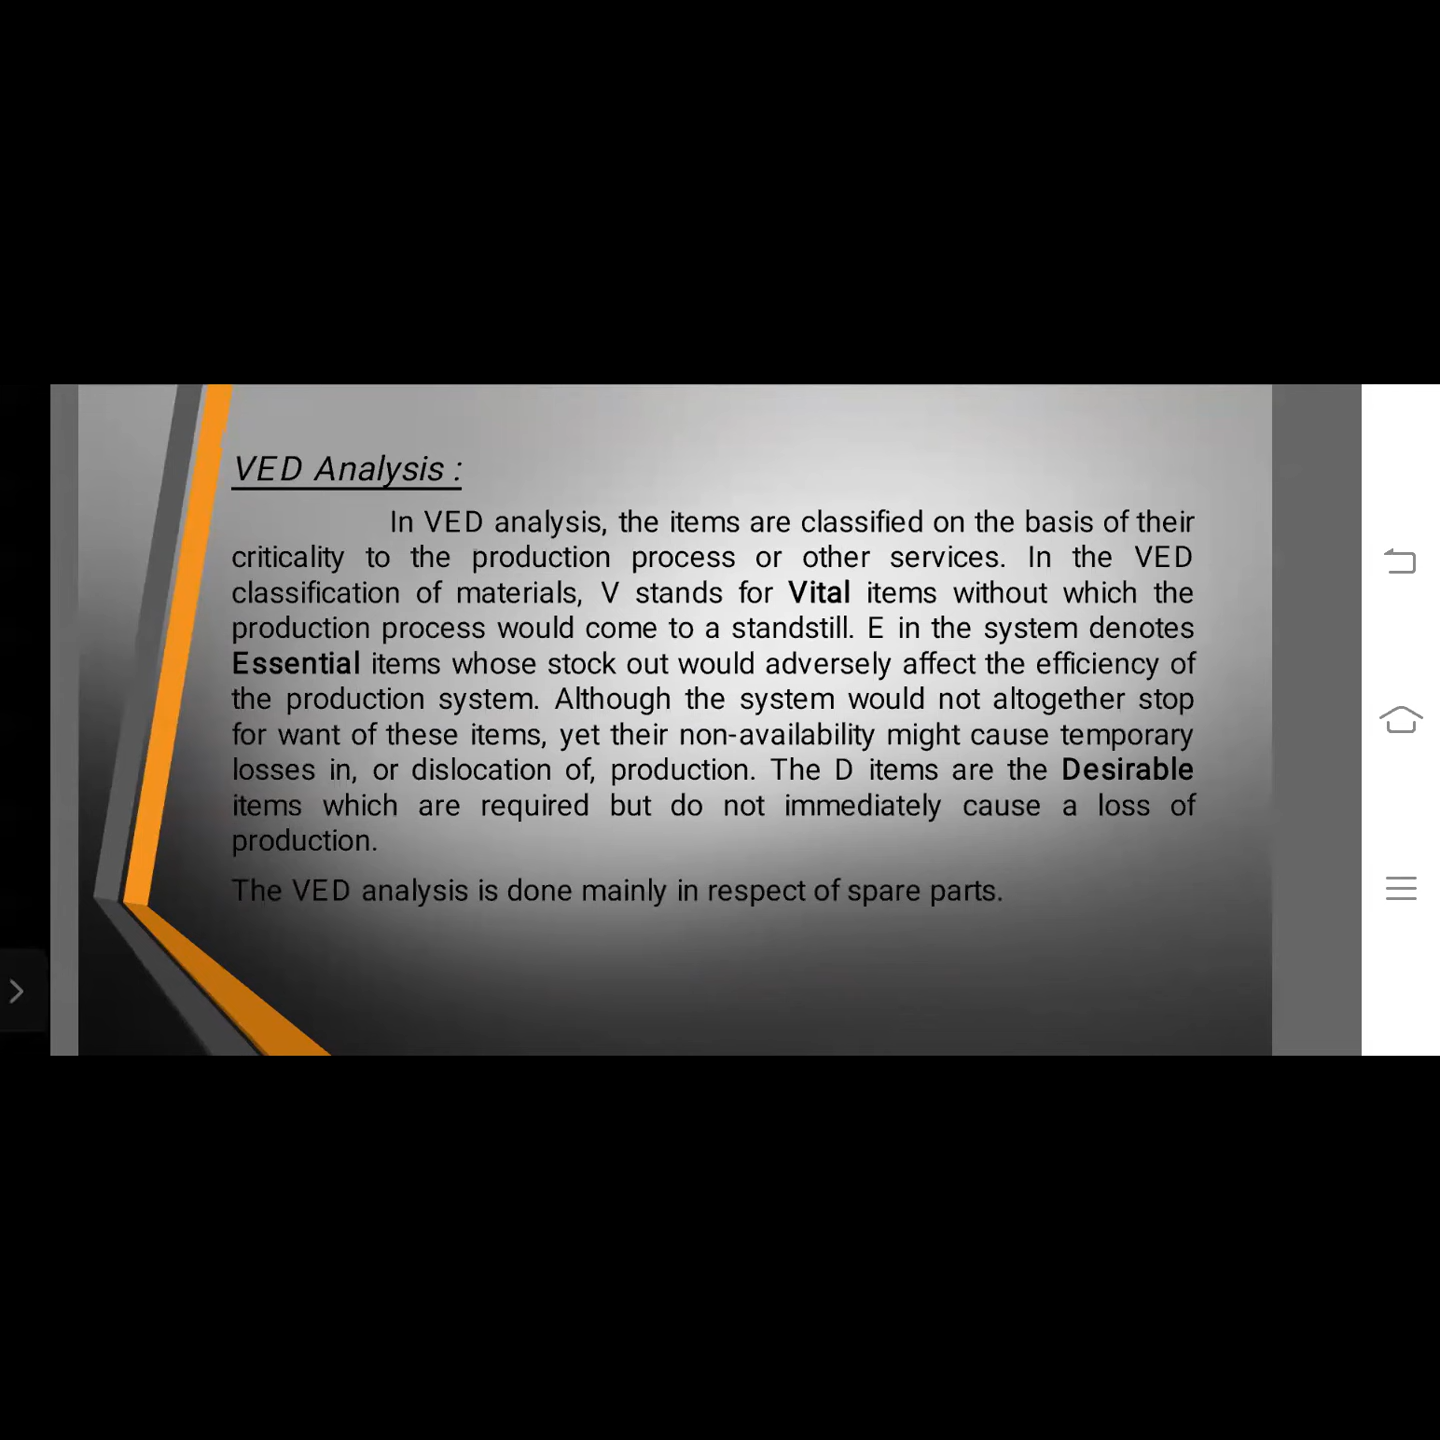 VED Analysis :
In VED analysis, the items are classified on the basis of their
criticality to the production process or other services. In the VED
classification of materials, V stands for Vital items without which the
production process would come to a standstill. E in the system denotes
Essential items whose stock out would adversely affect the efficiency of
the production system. Although the system would not altogether stop
for want of these items, yet their non-availability might cause temporary
losses in, or dislocation of, production. The D items are the Desirable
items which are required but do not immediately cause a loss of
production.
The VED analysis is done mainly in respect of spare parts.